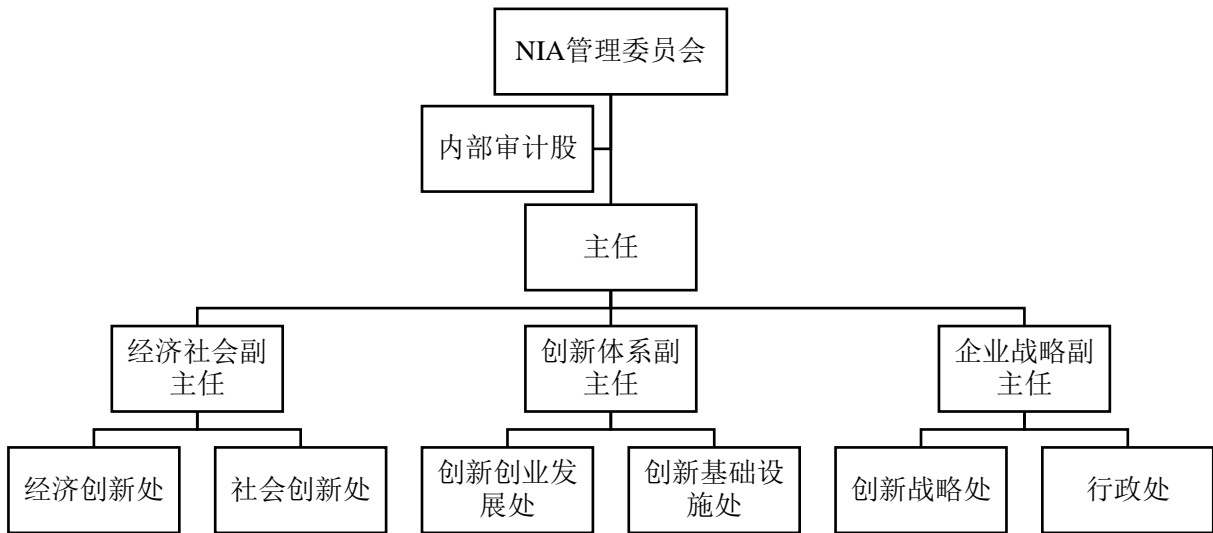 NIA管理委员会
内部审计股
主任
经济社会副
主任
创新体系副
主任
企业战略副
主任
经济创新处
社会创新处
创新创业发
展处
创新基础设
施处
创新战略处
行政处